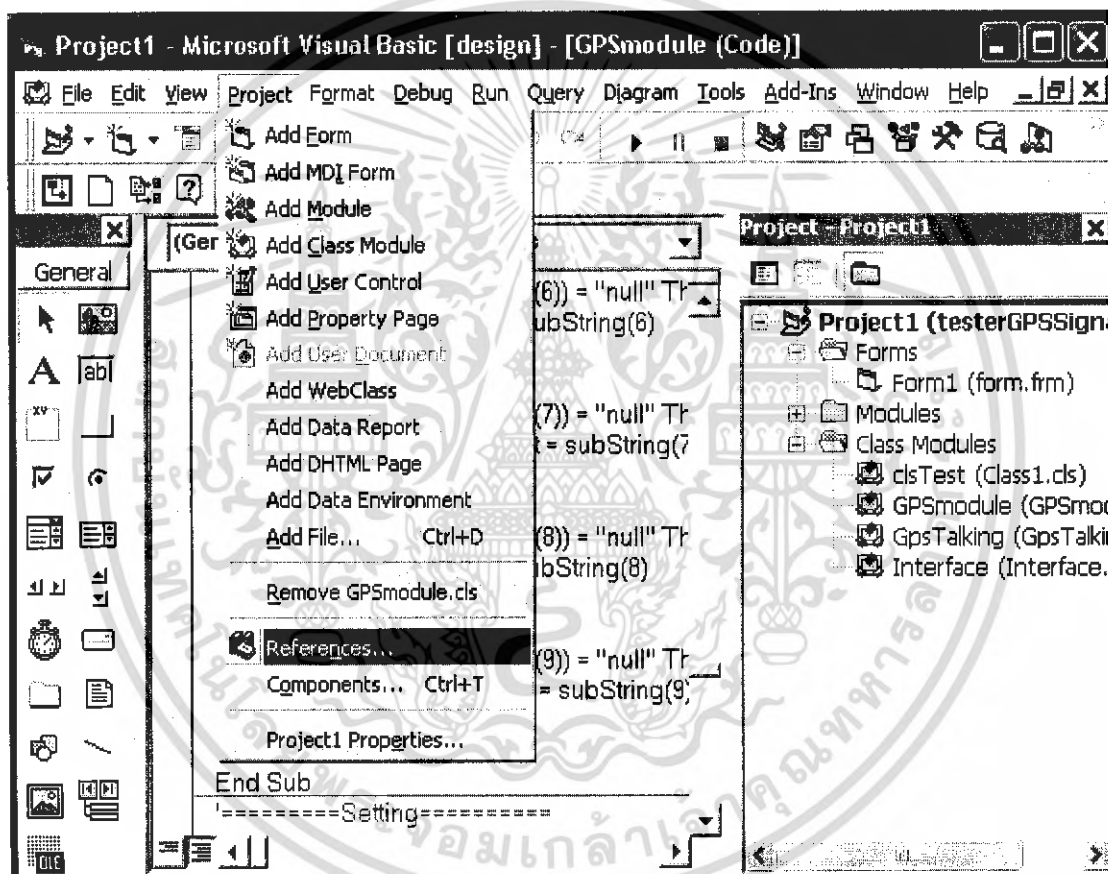 Project1 - Microsoft Visual Basic [design] - [GPSmodule (Code)]
File Edit View Project Format Debug Run Query Diagram Tools Add-Ins Window Help
Add Form
Add MDI Form
Add Module
Add Class Module
Add User Control
Add Property Page
Add User Document
Add WebClass
Add Data Report
Add DHTML Page
Add Data Environment
Add File... Ctrl+D
Remove GPSmodule.cls
References...
Components... Ctrl+T
Project1 Properties...
General
A ab|
XY
OLE
(Ger
(6)) = "null" Th
ubString(6)
(7)) = "null" Th
t = subString(7
(8)) = "null" Th
ubString(8)
(9)) = "null" Th
= subString(9)
End Sub
'=========Setting==========
Project - Project1
Project1 (testerGPSSigna
Forms
Form1 (form.frm)
Modules
Class Modules
clsTest (Class1.cls)
GPSmodule (GPSmod
GpsTalking (GpsTalkin
Interface (Interface.